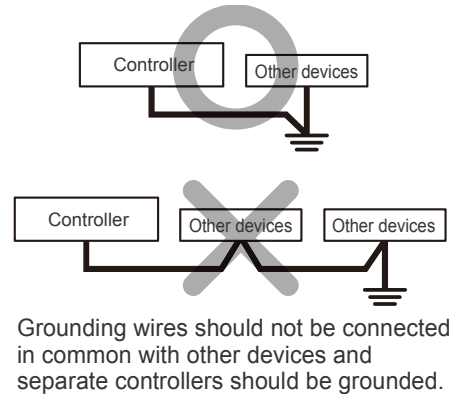 Controller
Other devices
Controller
Other devices
Other devices
Grounding wires should not be connected
in common with other devices and
separate controllers should be grounded.